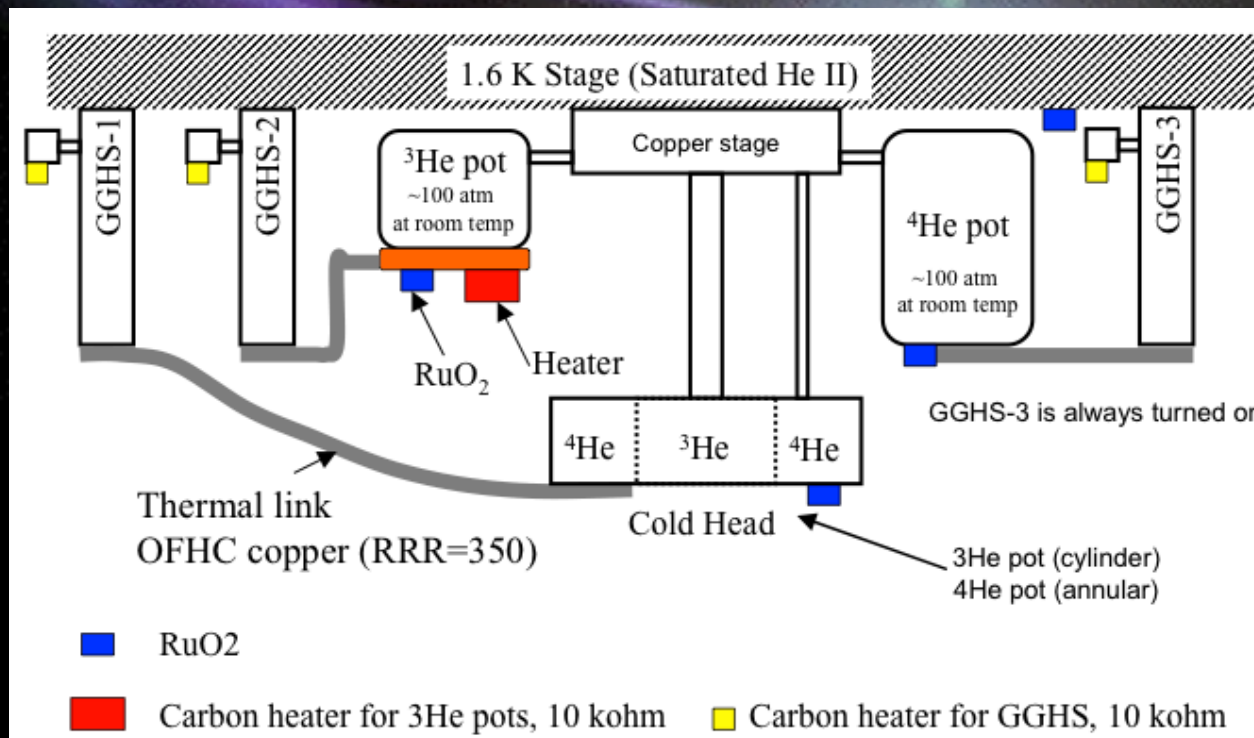 1.6 K Stage (Saturated He II)
GGHS-1
GGHS-2
³He pot
~100 atm
at room temp
Copper stage
⁴He pot
~100 atm
at room temp
GGHS-3
RuO₂
Heater
GGHS-3 is always turned or
⁴He
³He
⁴He
Thermal link
OFHC copper (RRR=350)
Cold Head
3He pot (cylinder)
4He pot (annular)
RuO2
Carbon heater for 3He pots, 10 kohm
Carbon heater for GGHS, 10 kohm